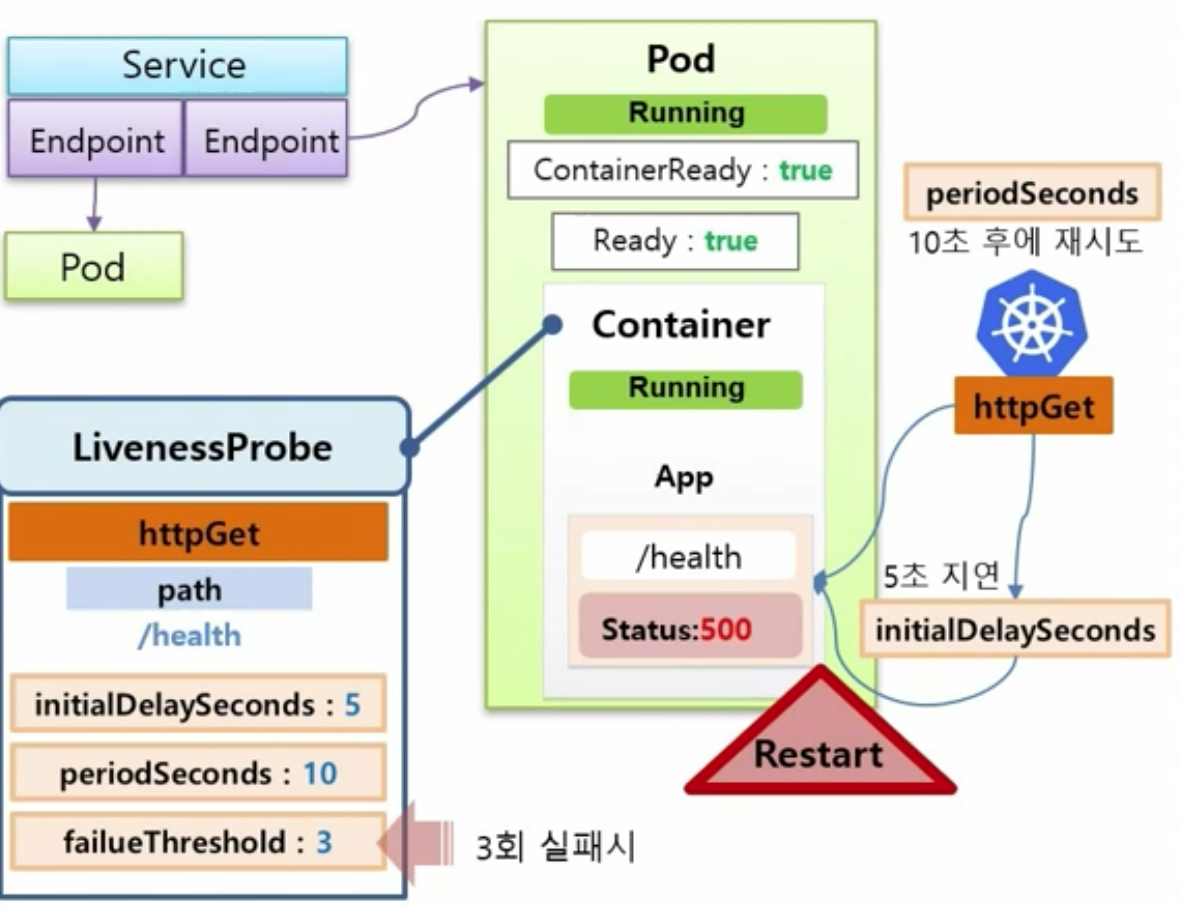 Service
Endpoint
Endpoint
Pod
Pod
Running
ContainerReady : true
Ready : true
Container
Running
App
/health
Status:500
Restart
periodSeconds
10초 후에 재시도
httpGet
5초 지연
initialDelaySeconds
LivenessProbe
httpGet
path
/health
initialDelaySeconds : 5
periodSeconds : 10
failueThreshold : 3
3회 실패시